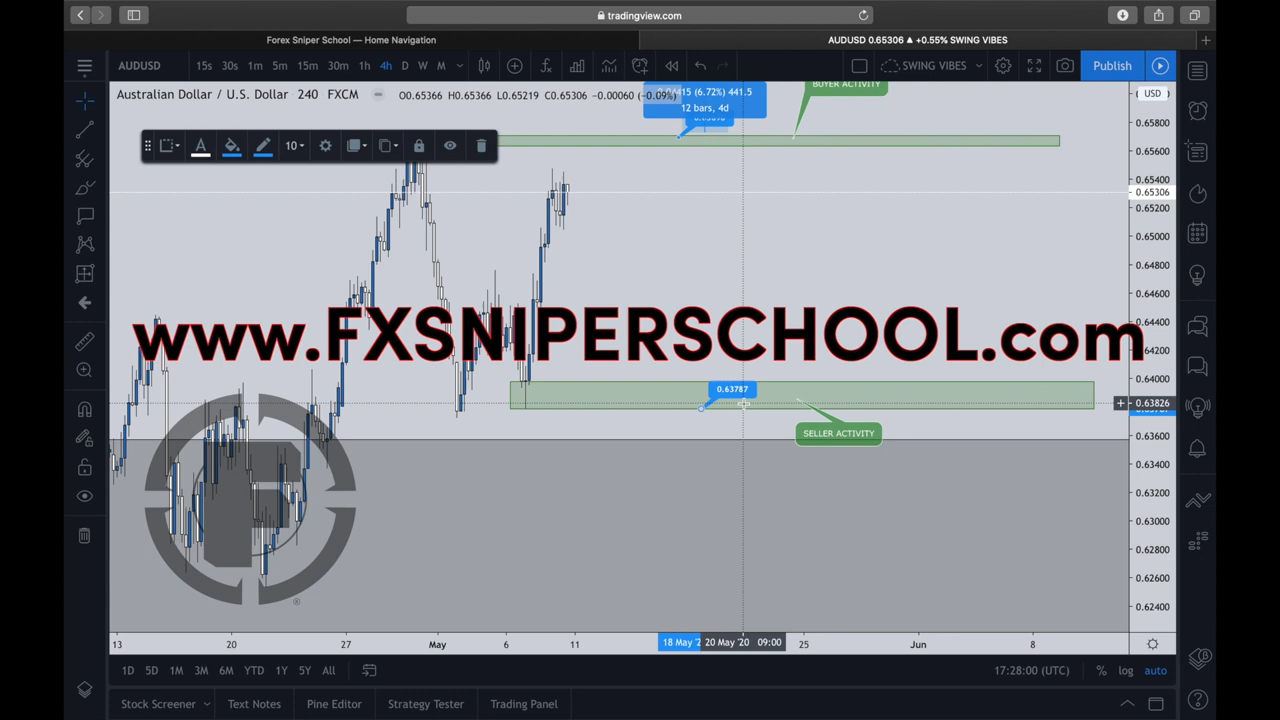 tradingview.com
Forex Sniper School — Home Navigation
AUDUSD 0.65306 ▲ +0.55% SWING VIBES
AUDUSD 15s 30s 1m 5m 15m 30m 1h 4h D W M SWING VIBES Publish
Australian Dollar / U.S. Dollar 240 FXCM O0.65366 H0.65366 L0.65219 C0.65306 −0.00060 (−0.09%)
(6.72%) 441.5
12 bars, 4d
BUYER ACTIVITY
USD
10
0.65800
0.65600
0.65400
0.65306
0.65200
0.65000
0.64800
0.64600
0.64400
0.64200
0.64000
0.63826
0.63600
0.63400
0.63200
0.63000
0.62800
0.62600
0.62400
www.FXSNIPERSCHOOL.com
0.63787
SELLER ACTIVITY
13 20 27 May 6 11 18 May '2 20 May '20 09:00 25 Jun 8
1D 5D 1M 3M 6M YTD 1Y 5Y All 17:28:00 (UTC) % log auto
Stock Screener Text Notes Pine Editor Strategy Tester Trading Panel